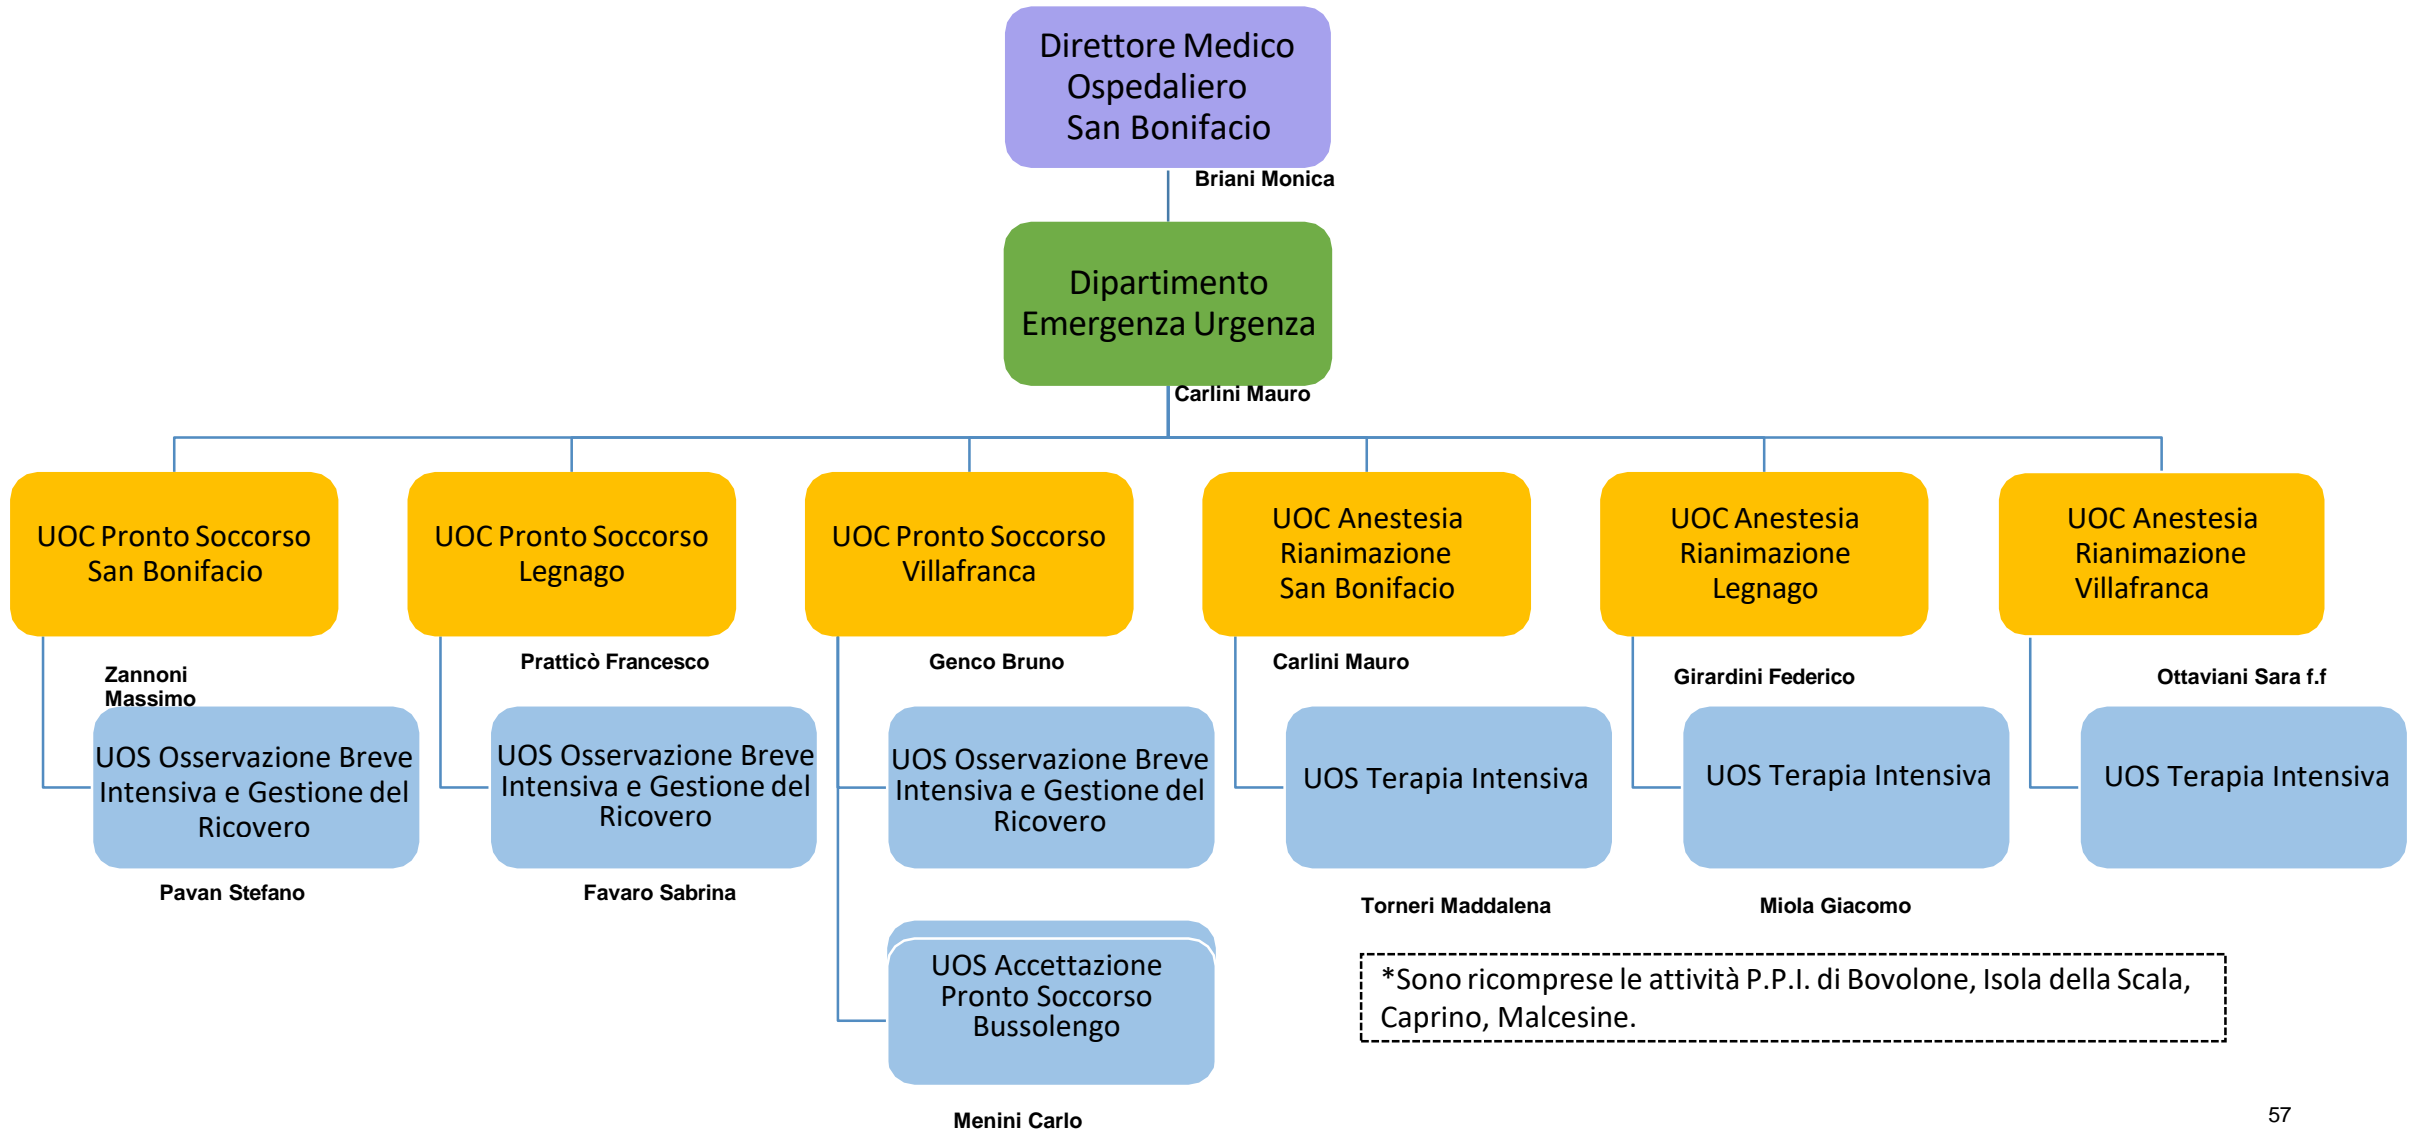 Direttore Medico
Ospedaliero
San Bonifacio
Briani Monica
Dipartimento
Emergenza Urgenza
Carlini Mauro
UOC Pronto Soccorso
San Bonifacio
UOC Pronto Soccorso
Legnago
UOC Pronto Soccorso
Villafranca
UOC Anestesia
Rianimazione
San Bonifacio
UOC Anestesia
Rianimazione
Legnago
UOC Anestesia
Rianimazione
Villafranca
Zannoni
Massimo
Pratticò Francesco
Genco Bruno
Carlini Mauro
Girardini Federico
Ottaviani Sara f.f
UOS Osservazione Breve
Intensiva e Gestione del
Ricovero
UOS Osservazione Breve
Intensiva e Gestione del
Ricovero
UOS Osservazione Breve
Intensiva e Gestione del
Ricovero
UOS Terapia Intensiva
UOS Terapia Intensiva
UOS Terapia Intensiva
Pavan Stefano
Favaro Sabrina
Torneri Maddalena
Miola Giacomo
UOS Accettazione
Pronto Soccorso
Bussolengo
*Sono ricomprese le attività P.P.I. di Bovolone, Isola della Scala,
Caprino, Malcesine.
Menini Carlo
57